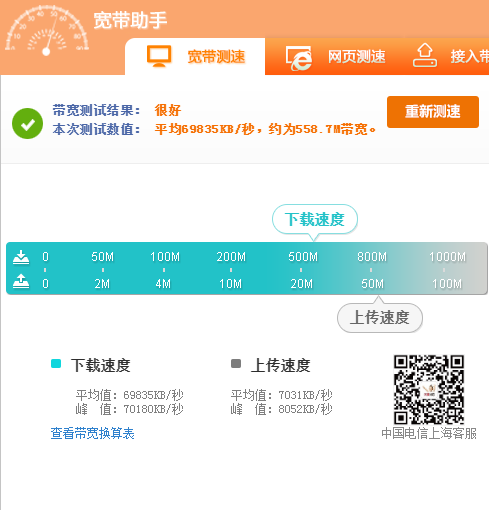 宽带助手
宽带测速 网页测速 接入带
带宽测试结果： 很好
本次测试数值： 平均69835KB/秒，约为558.7M带宽。
重新测速
下载速度
0 50M 100M 200M 500M 800M 1000M
0 2M 4M 10M 20M 50M 100M
上传速度
下载速度
平均值：69835KB/秒
峰 值：70180KB/秒
查看带宽换算表
上传速度
平均值：7031KB/秒
峰 值：8052KB/秒
中国电信上海客服